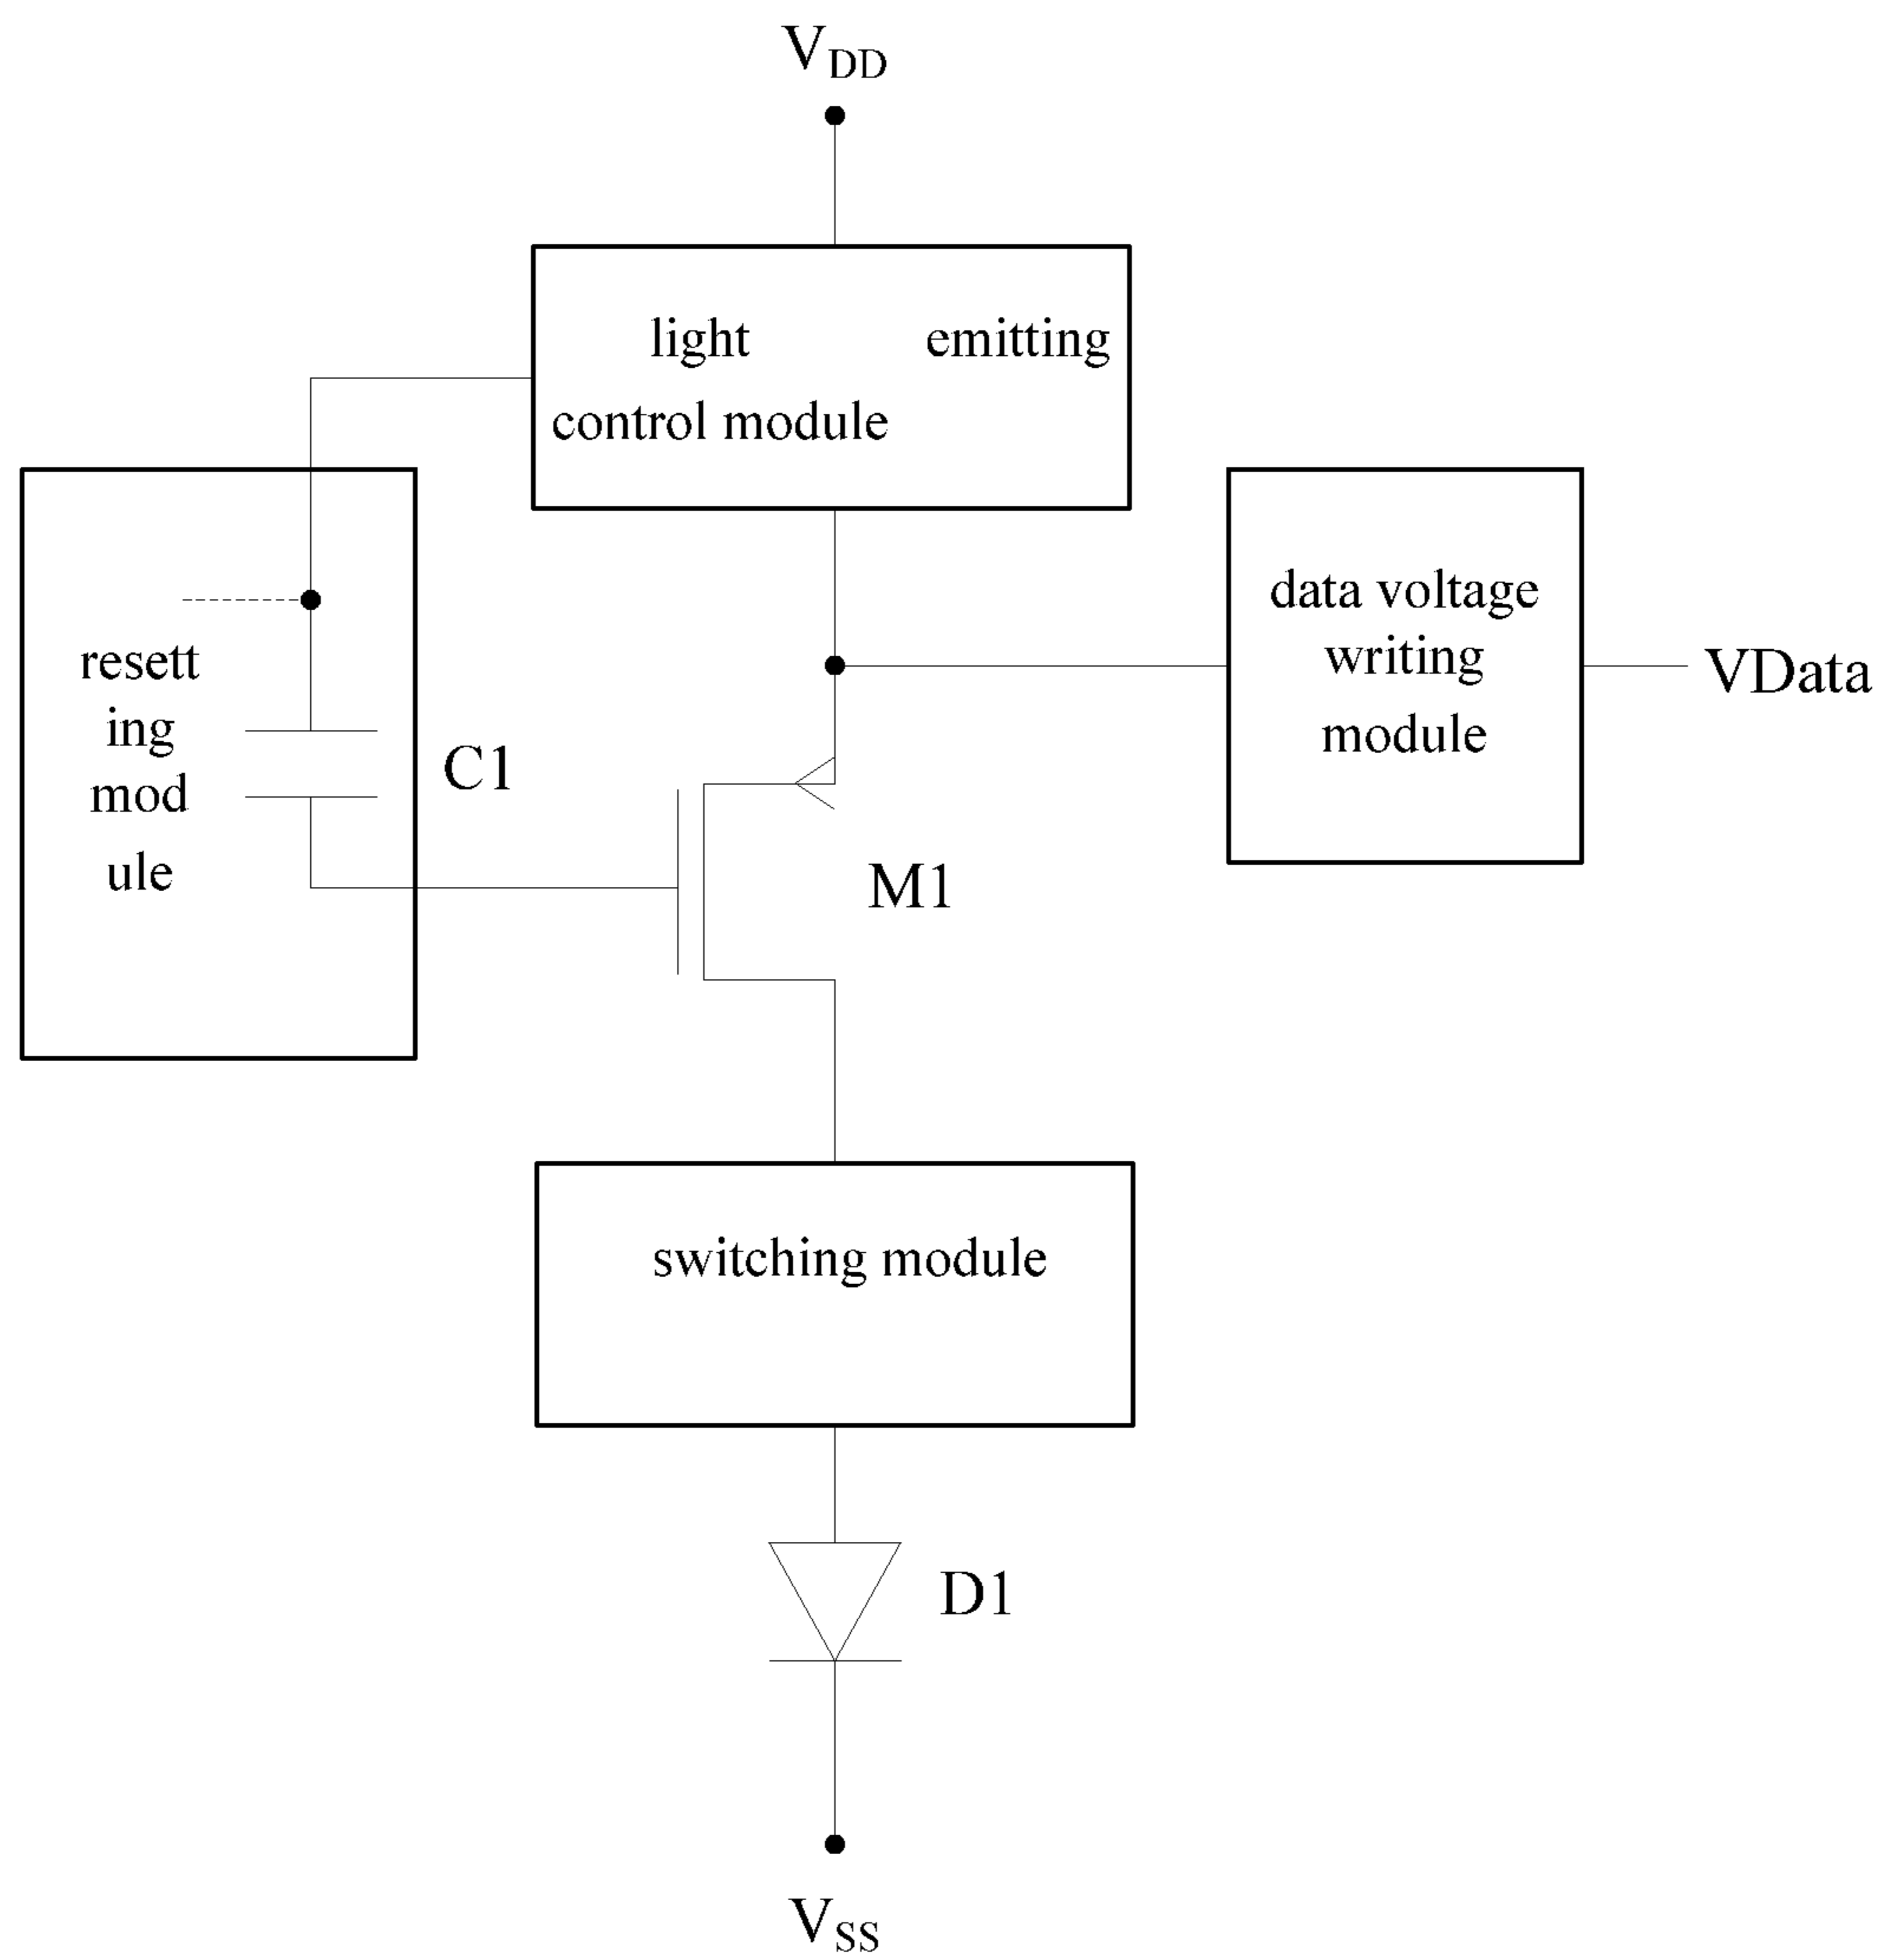 VDD
light emitting
control module
resett
ing
mod
ule
C1
data voltage
writing
module
VData
M1
switching module
D1
VSS